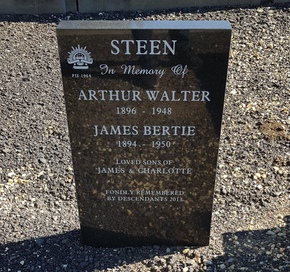 STEEN
In Memory Of
ARTHUR WALTER
1896 - 1948
JAMES BERTIE
1894 - 1950
LOVED SONS OF
JAMES & CHARLOTTE
FONDLY REMEMBERED
BY DESCENDANTS 2011